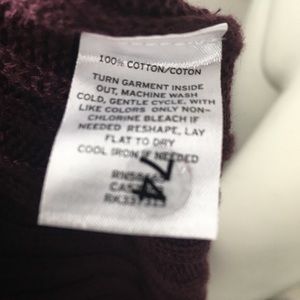 100% COTTON/COTON
TURN GARMENT INSIDE
OUT, MACHINE WASH
COLD, GENTLE CYCLE, WITH
LIKE COLORS ONLY NON-
CHLORINE BLEACH IF
NEEDED RESHAPE, LAY
FLAT TO DRY
COOL IRON IF NEEDED
74